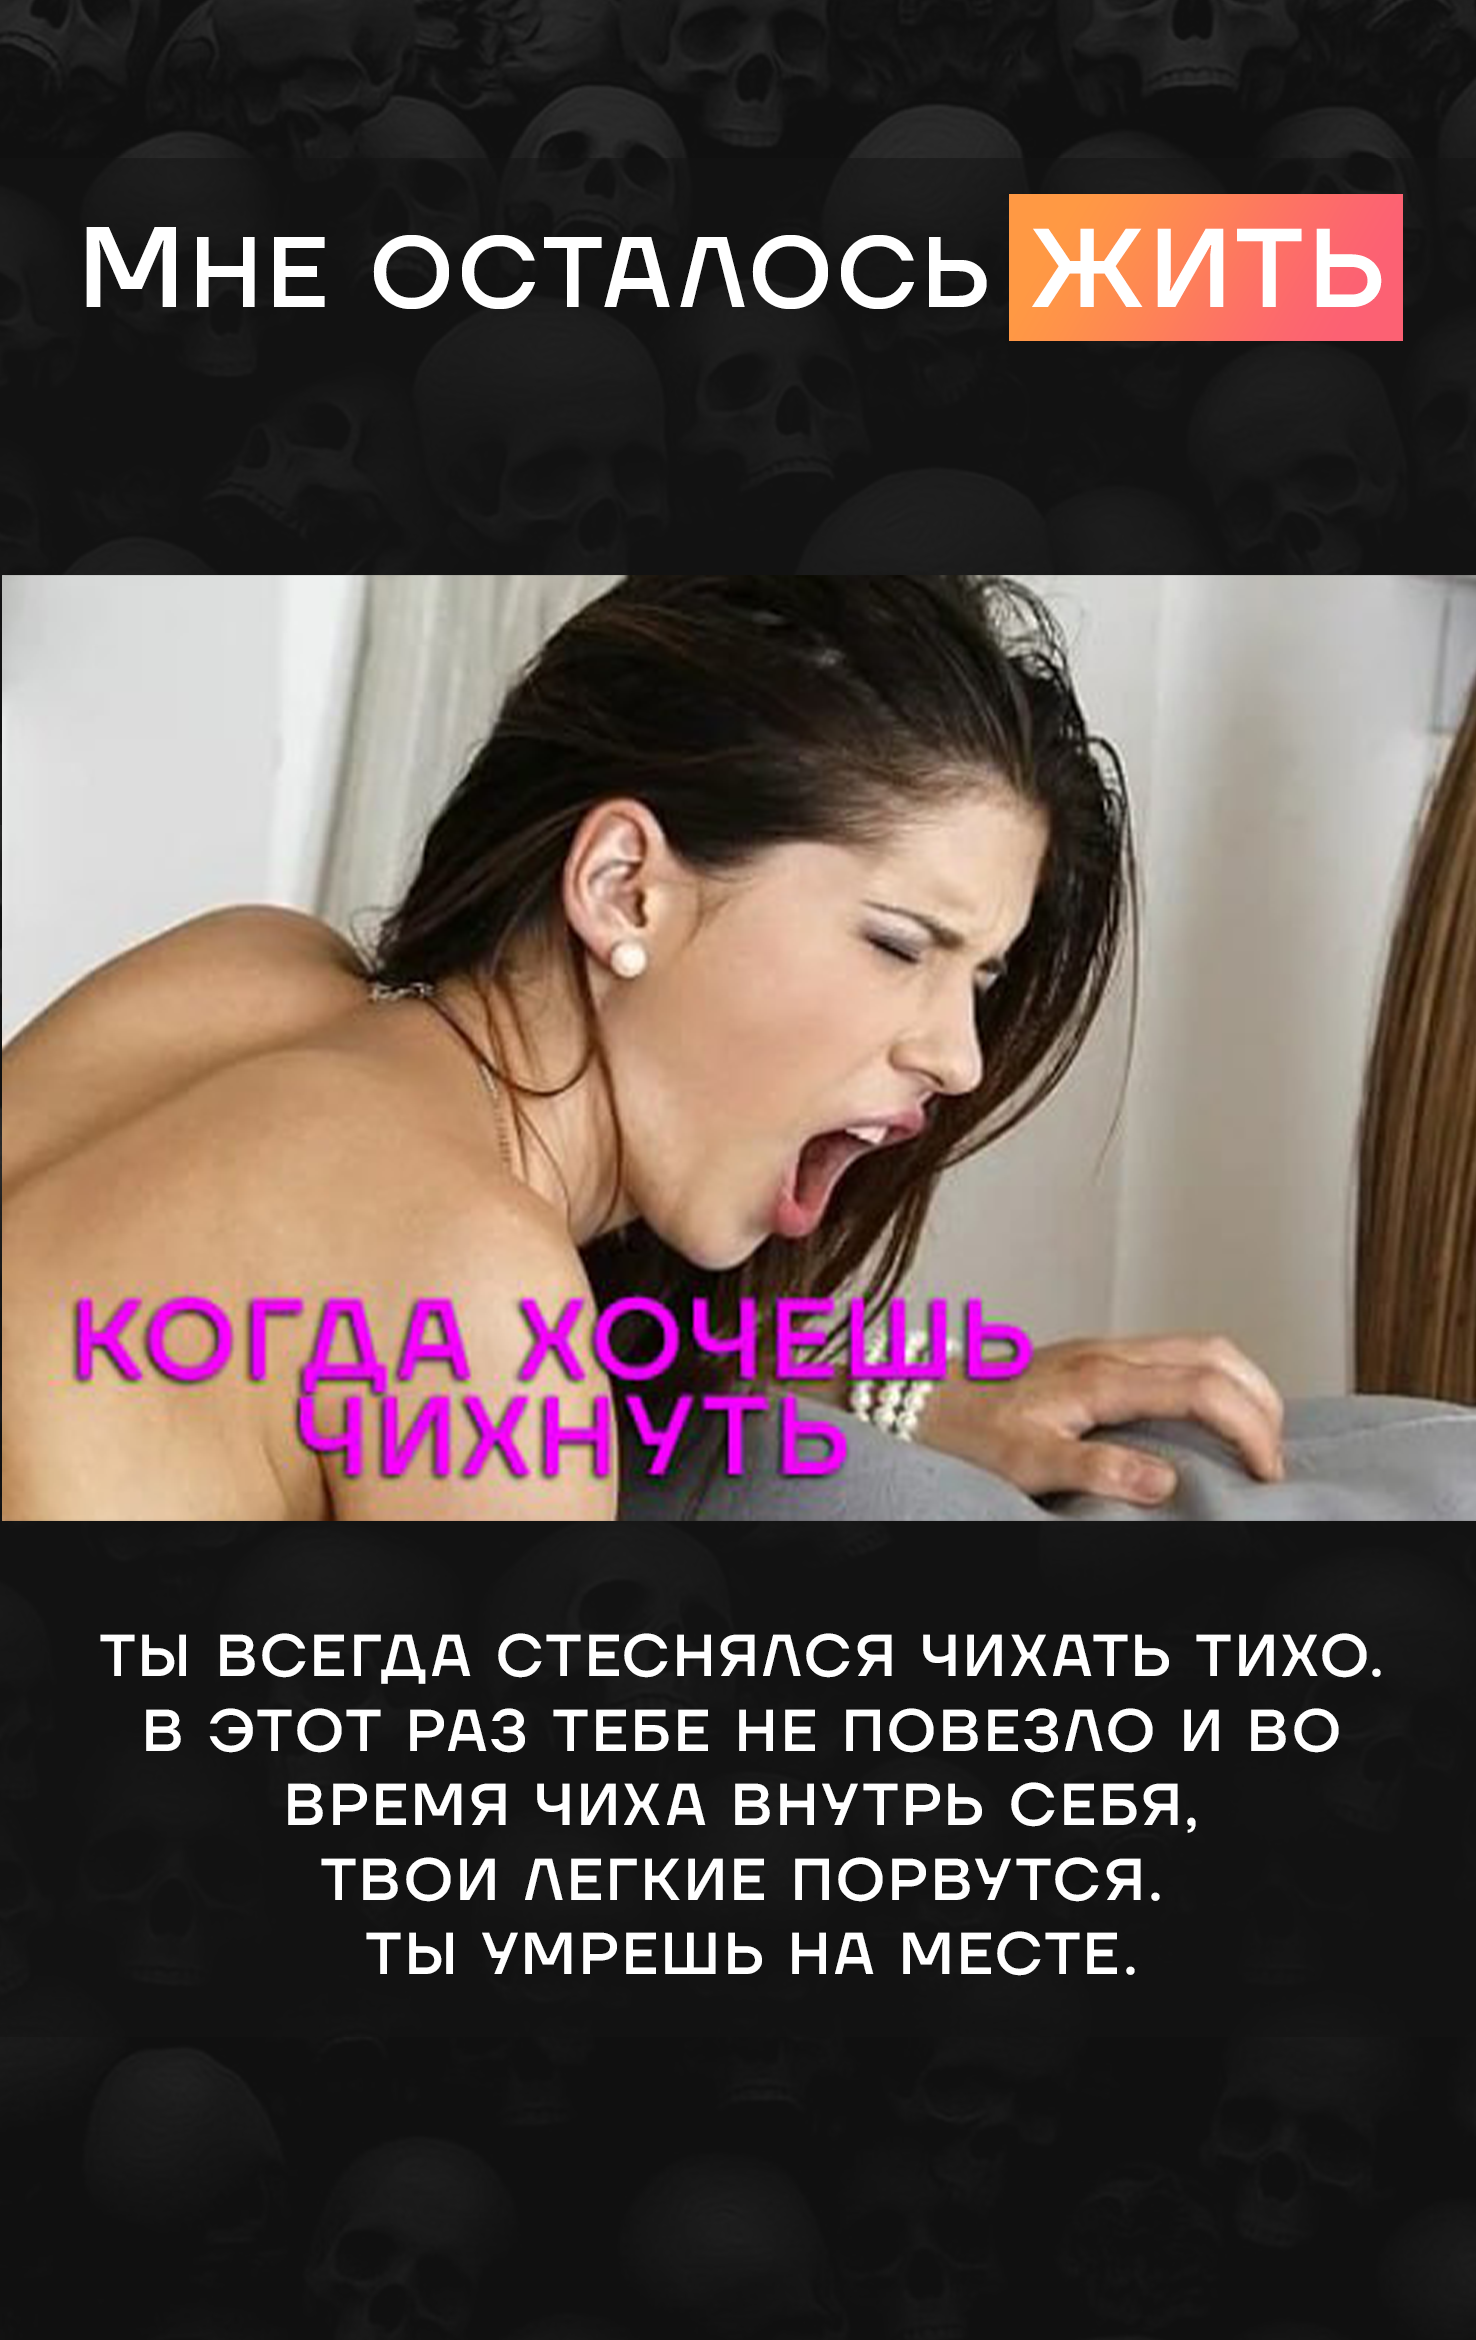 Мне осталось жить
КОГДА ХОЧЕШЬ
ЧИХНУТЬ
ТЫ ВСЕГДА СТЕСНЯЛСЯ ЧИХАТЬ ТИХО.
В ЭТОТ РАЗ ТЕБЕ НЕ ПОВЕЗЛО И ВО
ВРЕМЯ ЧИХА ВНУТРЬ СЕБЯ,
ТВОИ ЛЕГКИЕ ПОРВУТСЯ.
ТЫ УМРЕШЬ НА МЕСТЕ.